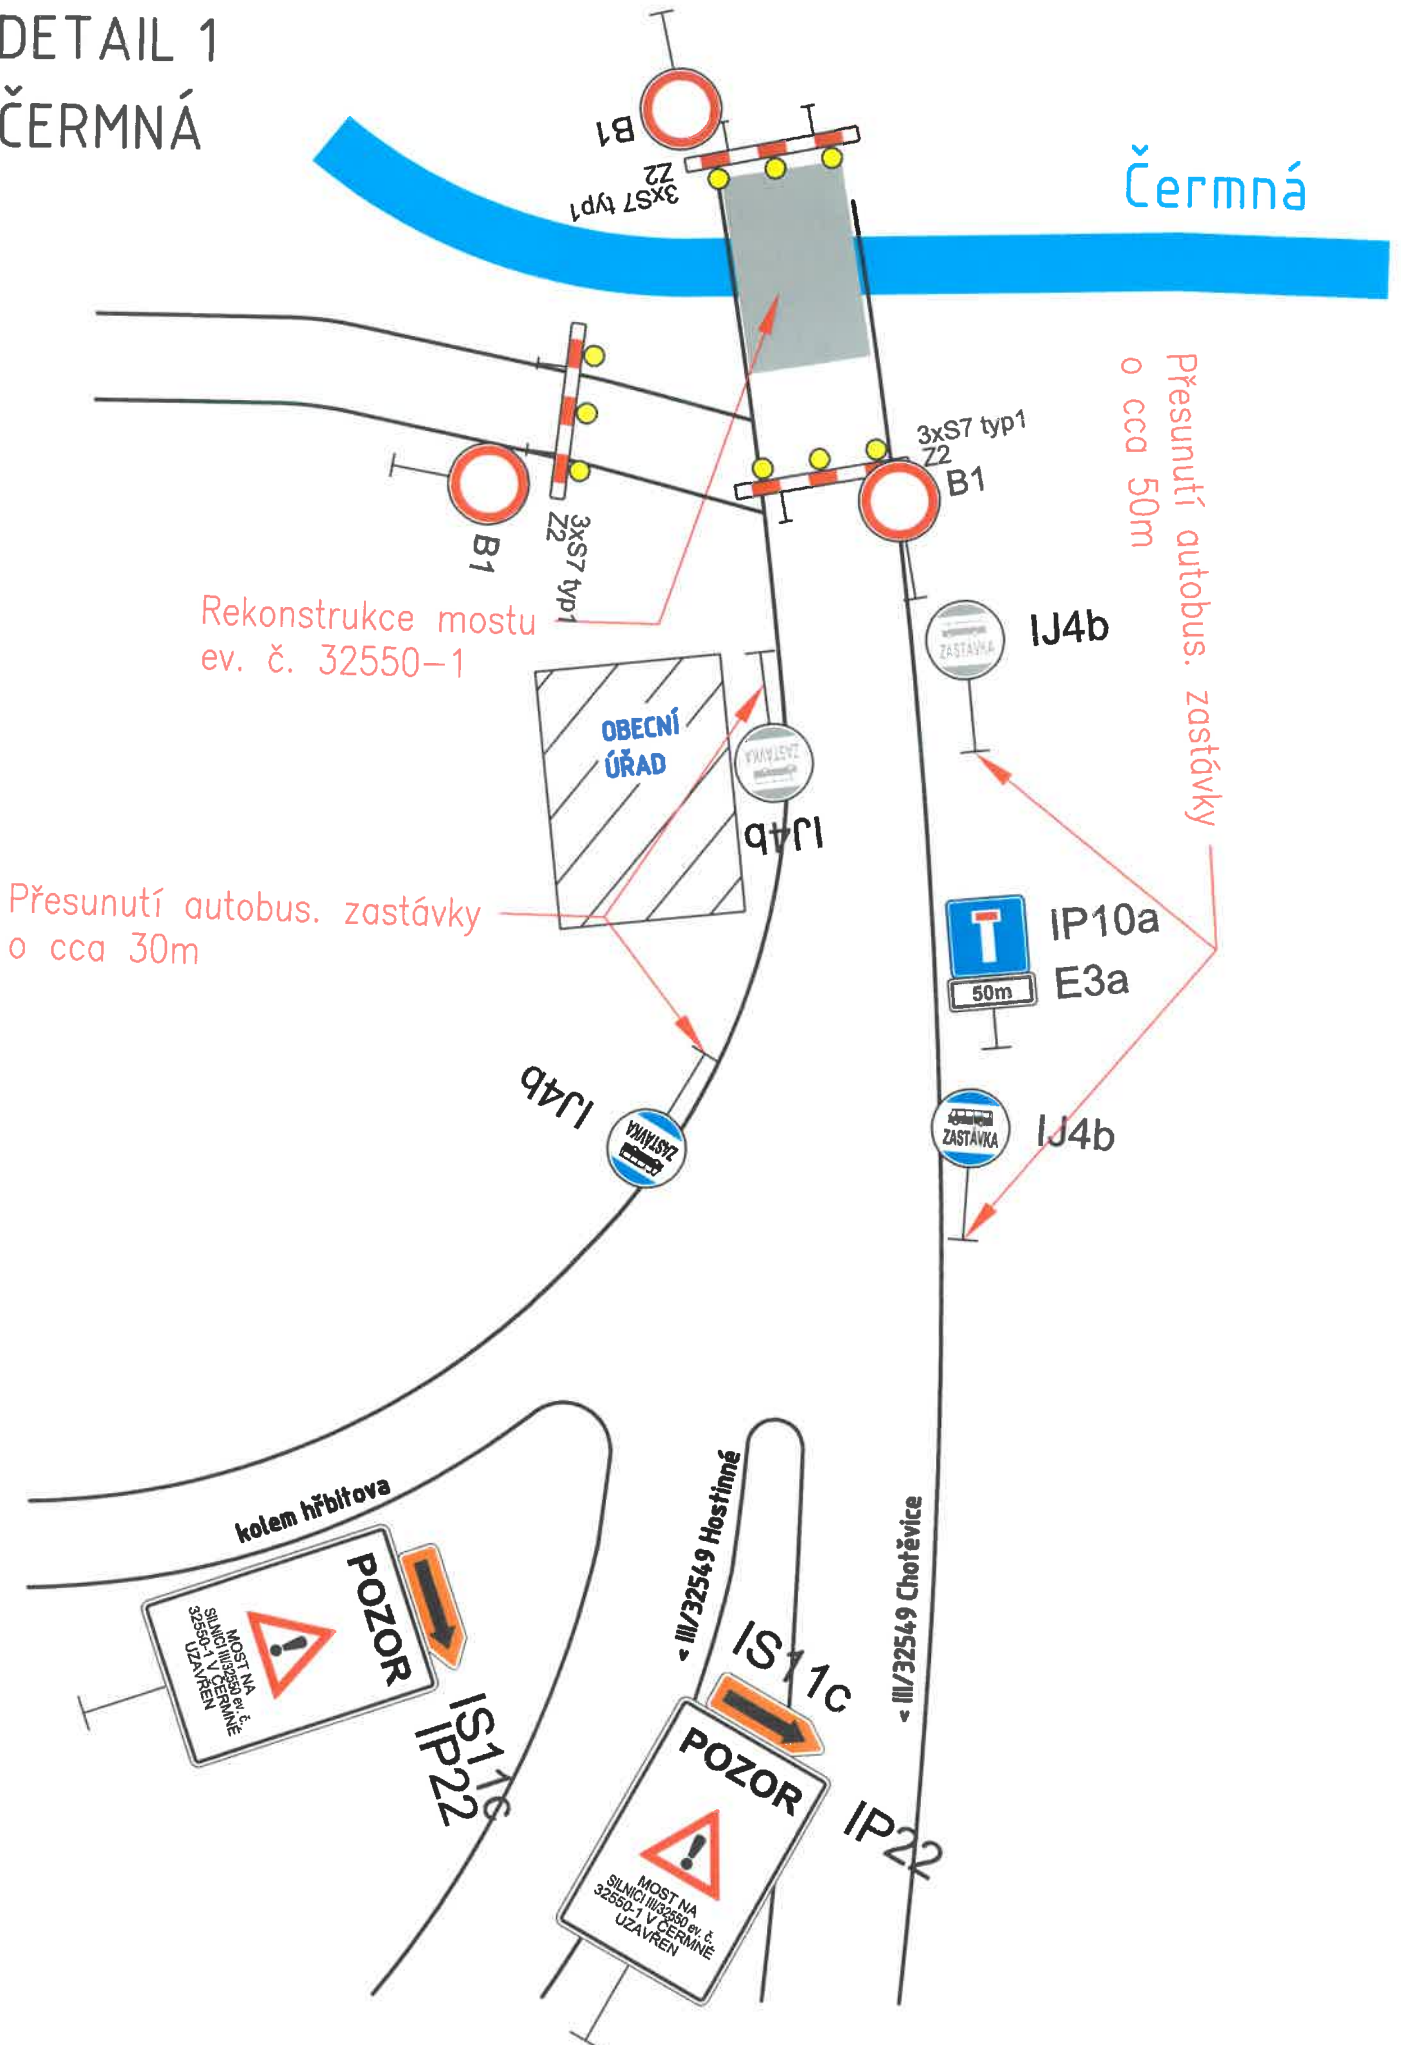 DETAIL 1
ČERMNÁ
B1
Z2
3xS7 typ1
Čermná
3xS7 typ1
Z2
B1
B1
Z2
3xS7 typ1
Přesunutí autobus. zastávky
o cca 50m
Rekonstrukce mostu
ev. č. 32550-1
ZASTÁVKA
IJ4b
OBECNÍ
ÚŘAD
ZASTÁVKA
IJ4b
Přesunutí autobus. zastávky
o cca 30m
IP10a
50m
E3a
IJ4b
ZASTÁVKA
ZASTÁVKA
IJ4b
kolem hřbitova
< III/32549 Hostinné
< III/32549 Chotěvice
POZOR
MOST NA
SILNICI III/32550 ev. č.
32550-1 V ČERMNÉ
UZAVŘEN
IS11c
IP22
IS11c
POZOR
MOST NA
SILNICI III/32550 ev. č.
32550-1 V ČERMNÉ
UZAVŘEN
IP22